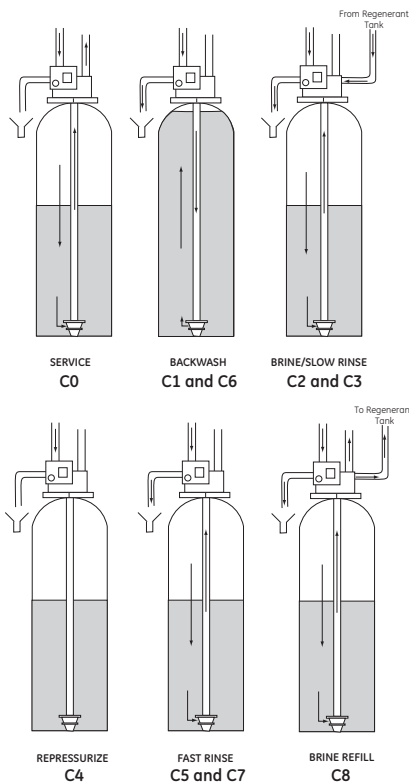 From Regenerant
Tank
SERVICE
C0
BACKWASH
C1 and C6
BRINE/SLOW RINSE
C2 and C3
To Regenerant
Tank
REPRESSURIZE
C4
FAST RINSE
C5 and C7
BRINE REFILL
C8